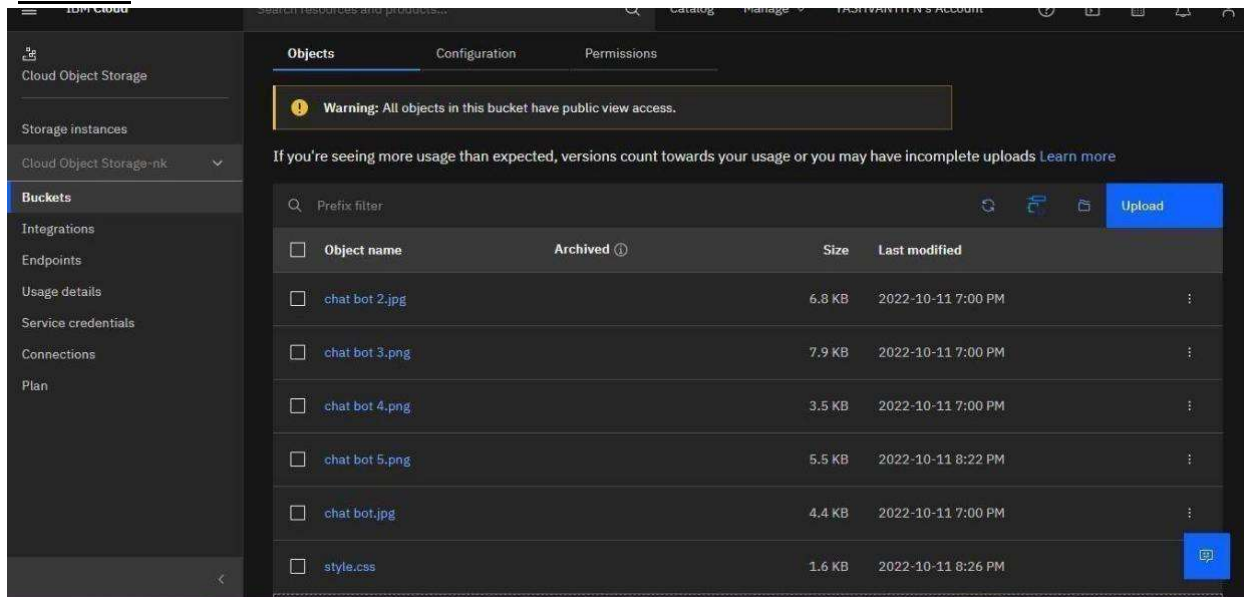 IBM Cloud
Search resources and products...
Catalog
Manage
YASHVANTH N's Account
Cloud Object Storage
Storage instances
Cloud Object Storage-nk
Buckets
Integrations
Endpoints
Usage details
Service credentials
Connections
Plan
Objects Configuration Permissions
Warning: All objects in this bucket have public view access.
If you're seeing more usage than expected, versions count towards your usage or you may have incomplete uploads Learn more
Prefix filter Upload
Object name Archived Size Last modified
chat bot 2.jpg 6.8 KB 2022-10-11 7:00 PM
chat bot 3.png 7.9 KB 2022-10-11 7:00 PM
chat bot 4.png 3.5 KB 2022-10-11 7:00 PM
chat bot 5.png 5.5 KB 2022-10-11 8:22 PM
chat bot.jpg 4.4 KB 2022-10-11 7:00 PM
style.css 1.6 KB 2022-10-11 8:26 PM